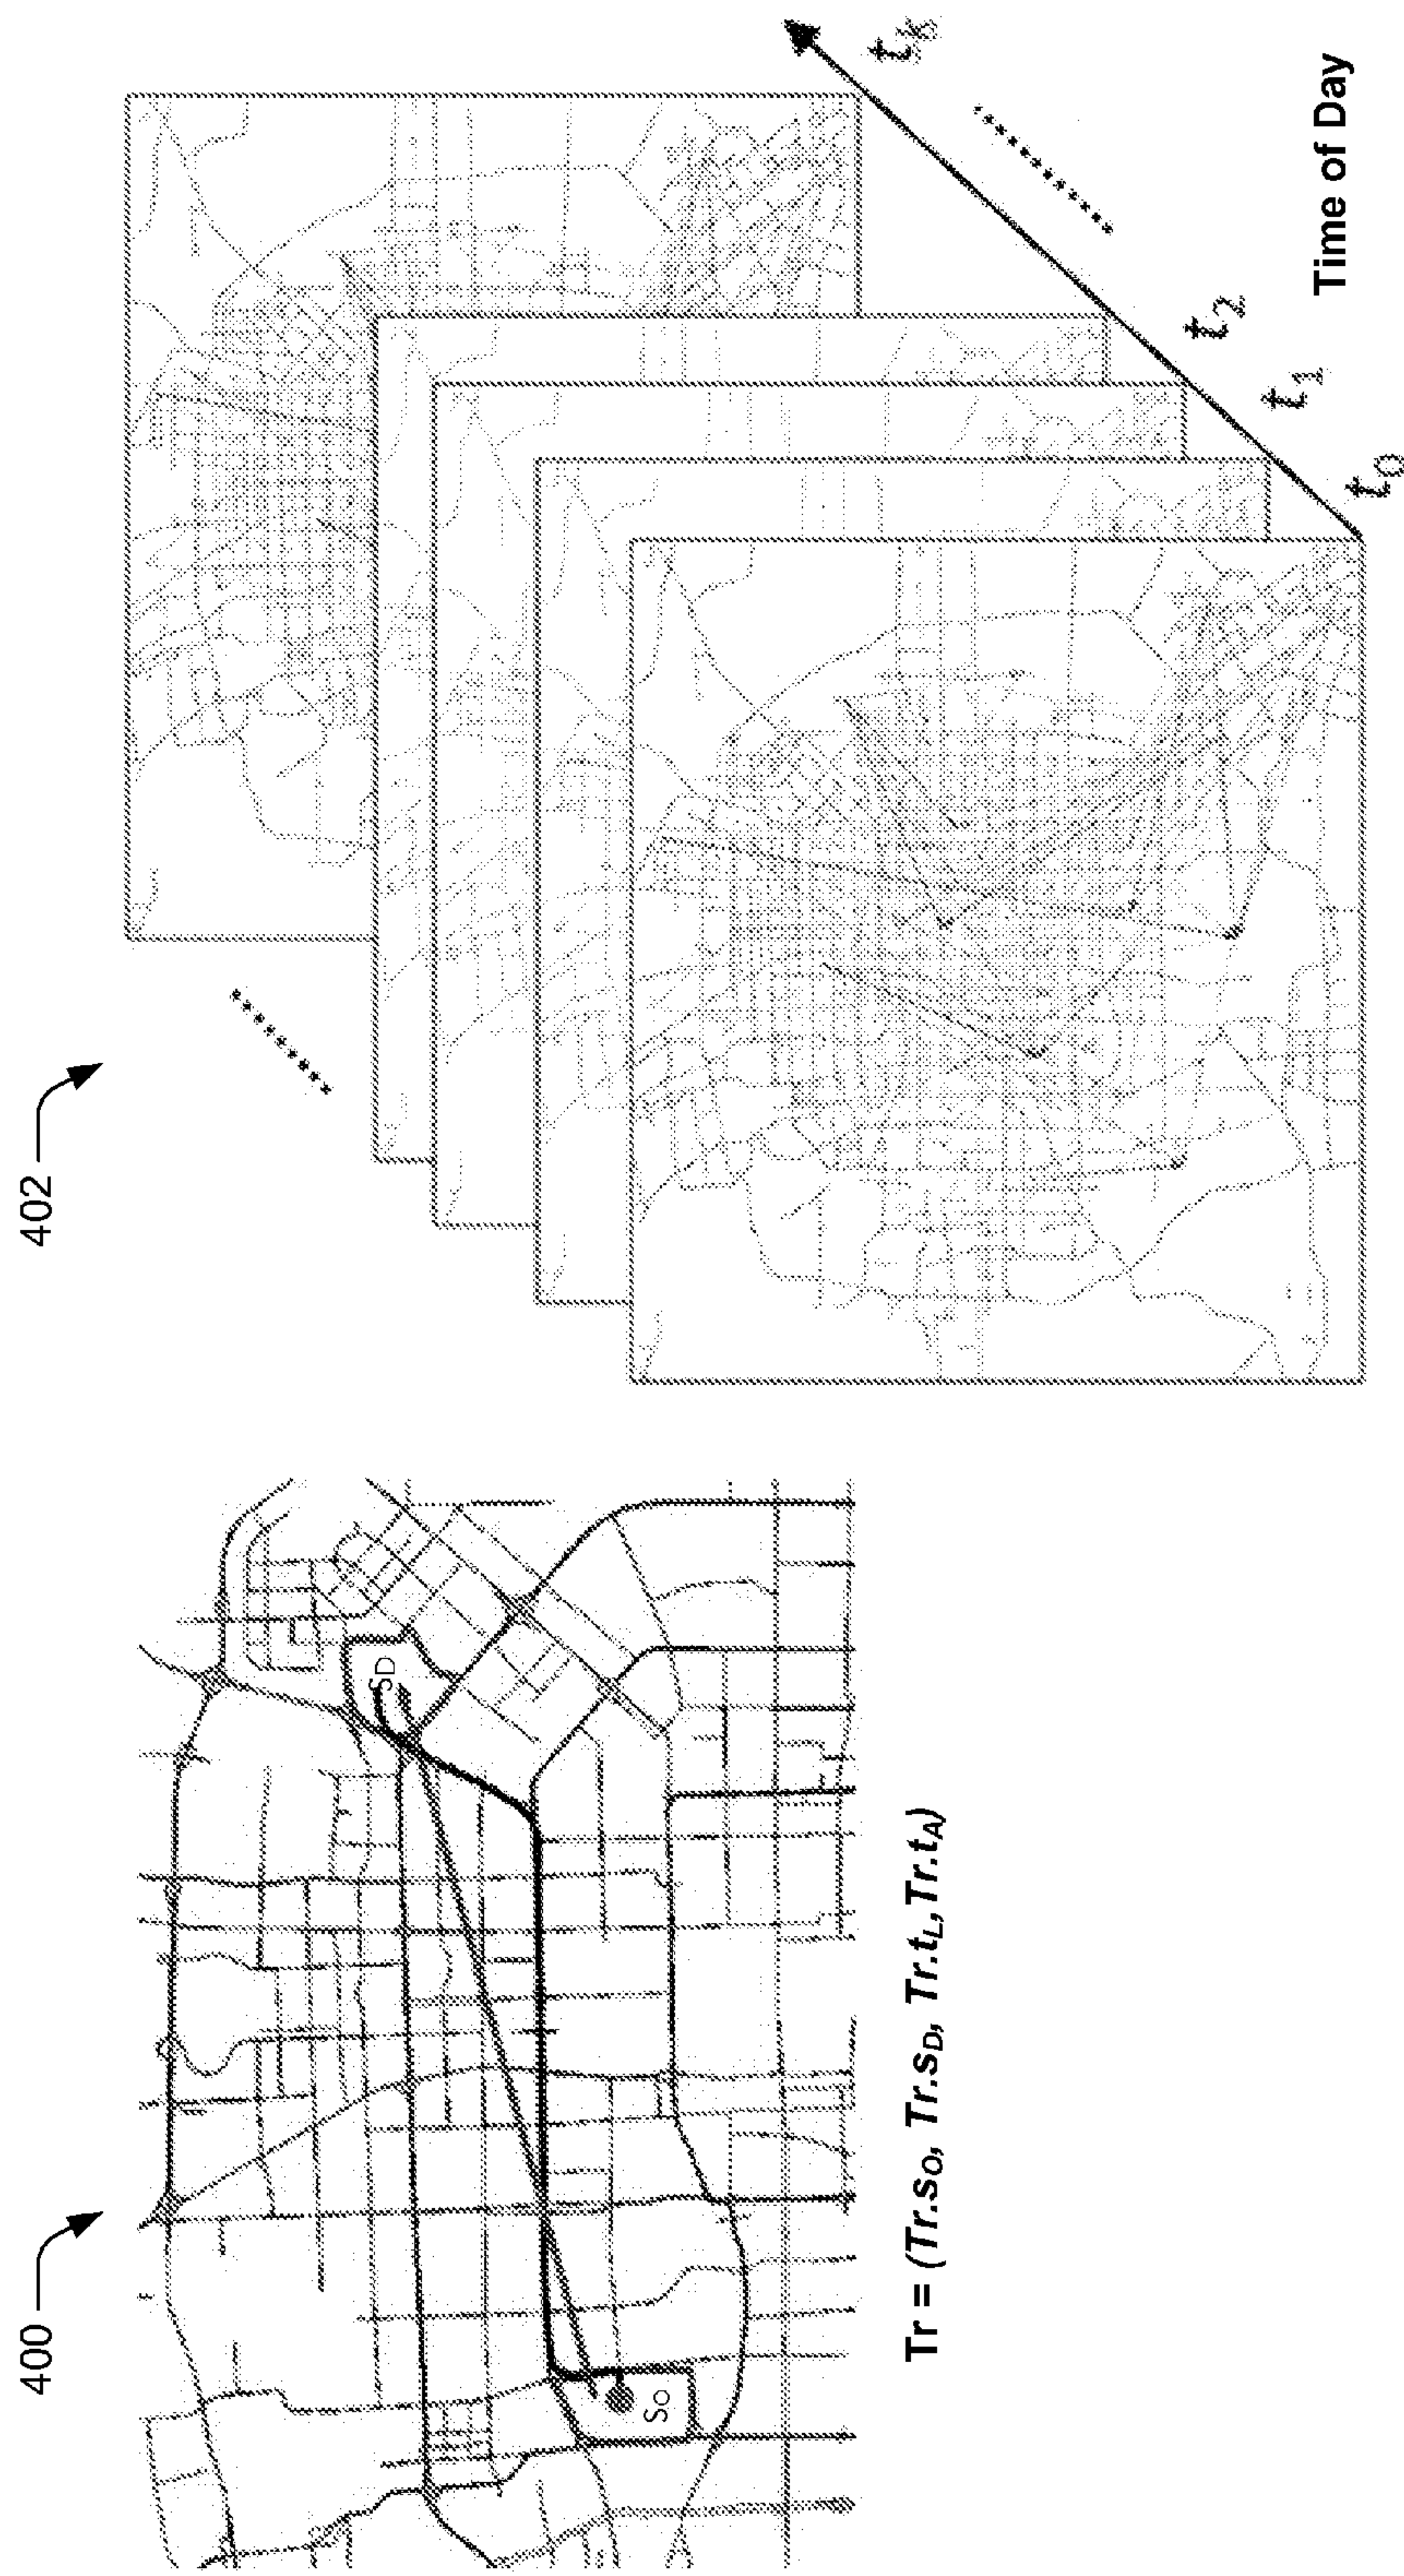 400
402
S_O
S_D
Tr = (Tr.s_O, Tr.s_D, Tr.t_L, Tr.t_A)
t_0
t_1
t_2
t_k
Time of Day